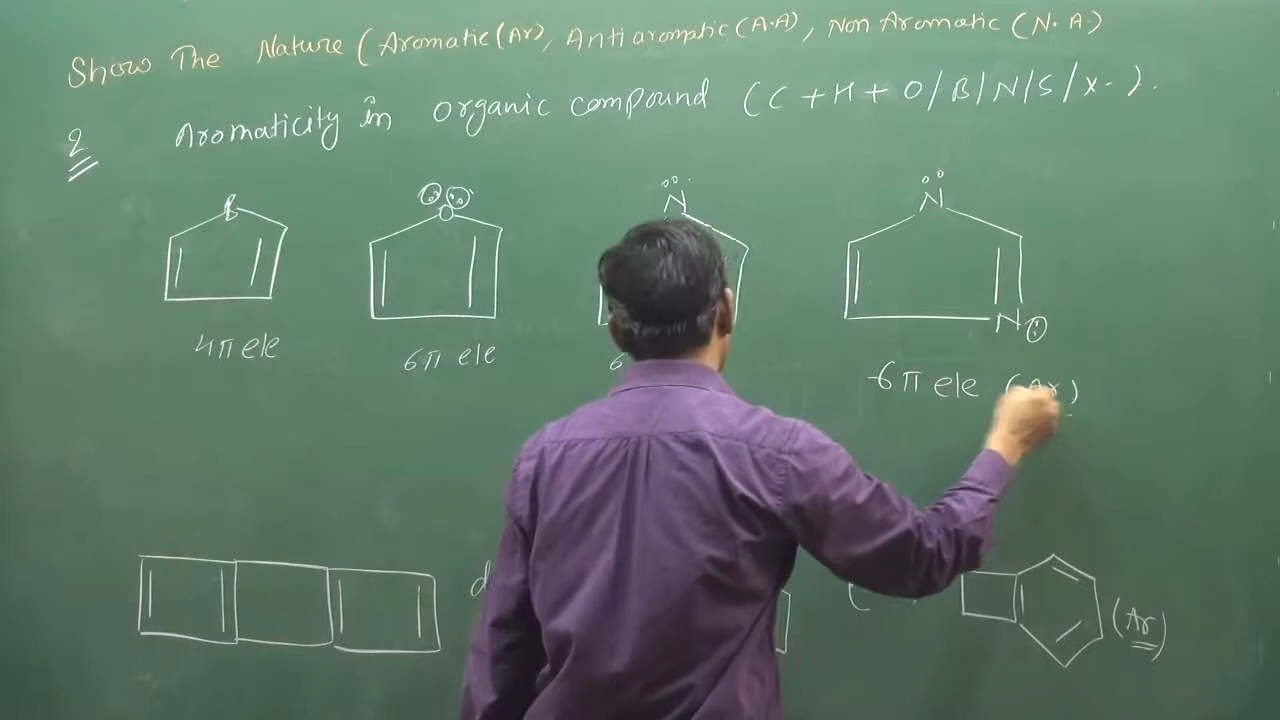 Show The Nature (Aromatic(Ar), Antiaromatic(A.A), Non Aromatic (N.A.)
2 Aromaticity in organic compound (C + H + O/B/N/S/X-).
B O N N
N
4π ele 6π ele 6 6π ele (Ar)
d (Ar)